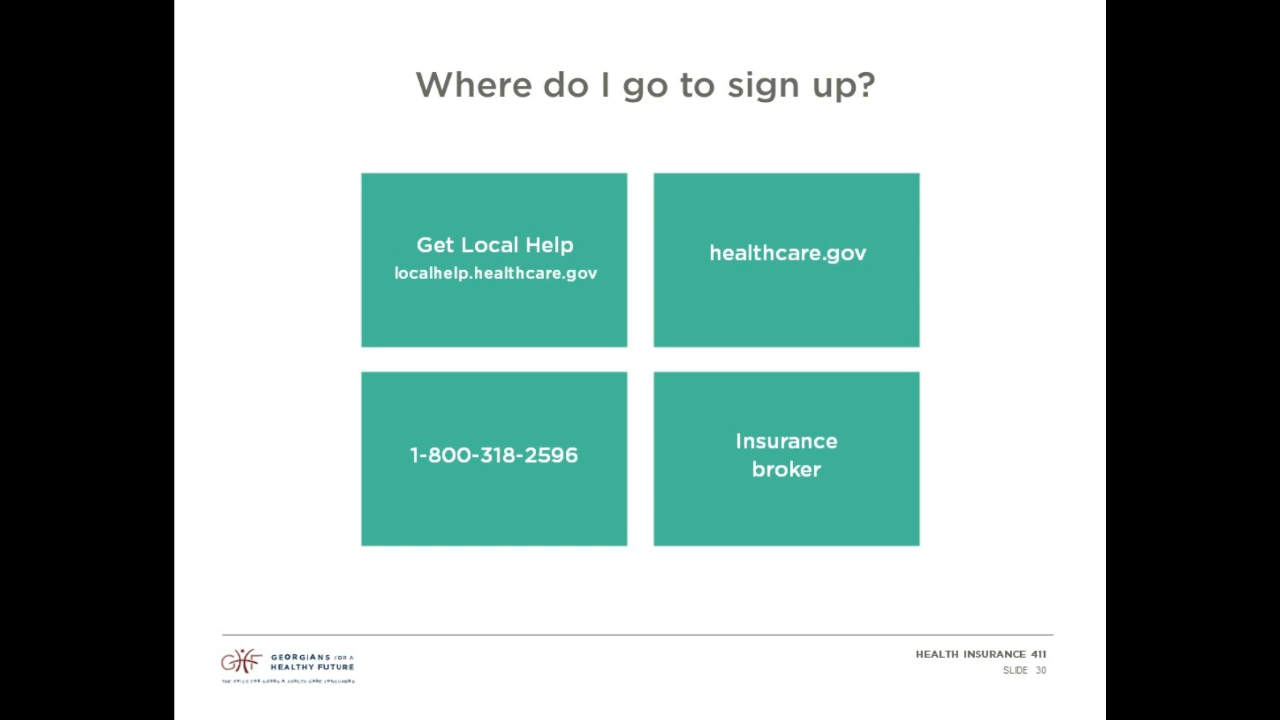 Where do I go to sign up?
Get Local Help
localhelp.healthcare.gov
healthcare.gov
1-800-318-2596
Insurance
broker
GEORGIANS FOR A
HEALTHY FUTURE
HEALTH INSURANCE 411
SLIDE 30